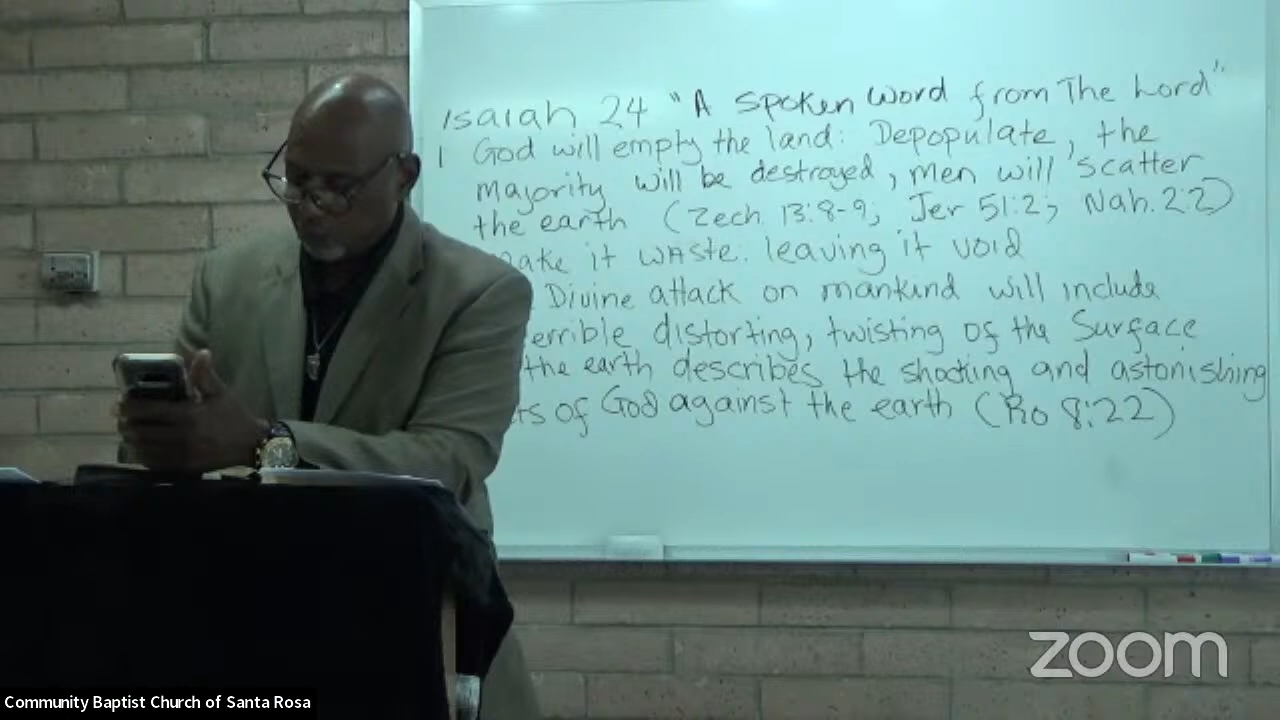 Isaiah 24 "A Spoken Word from The Lord"
1 God will empty the land: Depopulate, the
majority will be destroyed, men will 'scatter
the earth (Zech. 13:8-9; Jer 51:2; Nah. 2:2)
ake it waste: leaving it void
Divine attack on mankind will include
errible distorting, twisting of the Surface
the earth describes the shocking and astonishing
ts of God against the earth (Ro 8:22)
zoom
Community Baptist Church of Santa Rosa